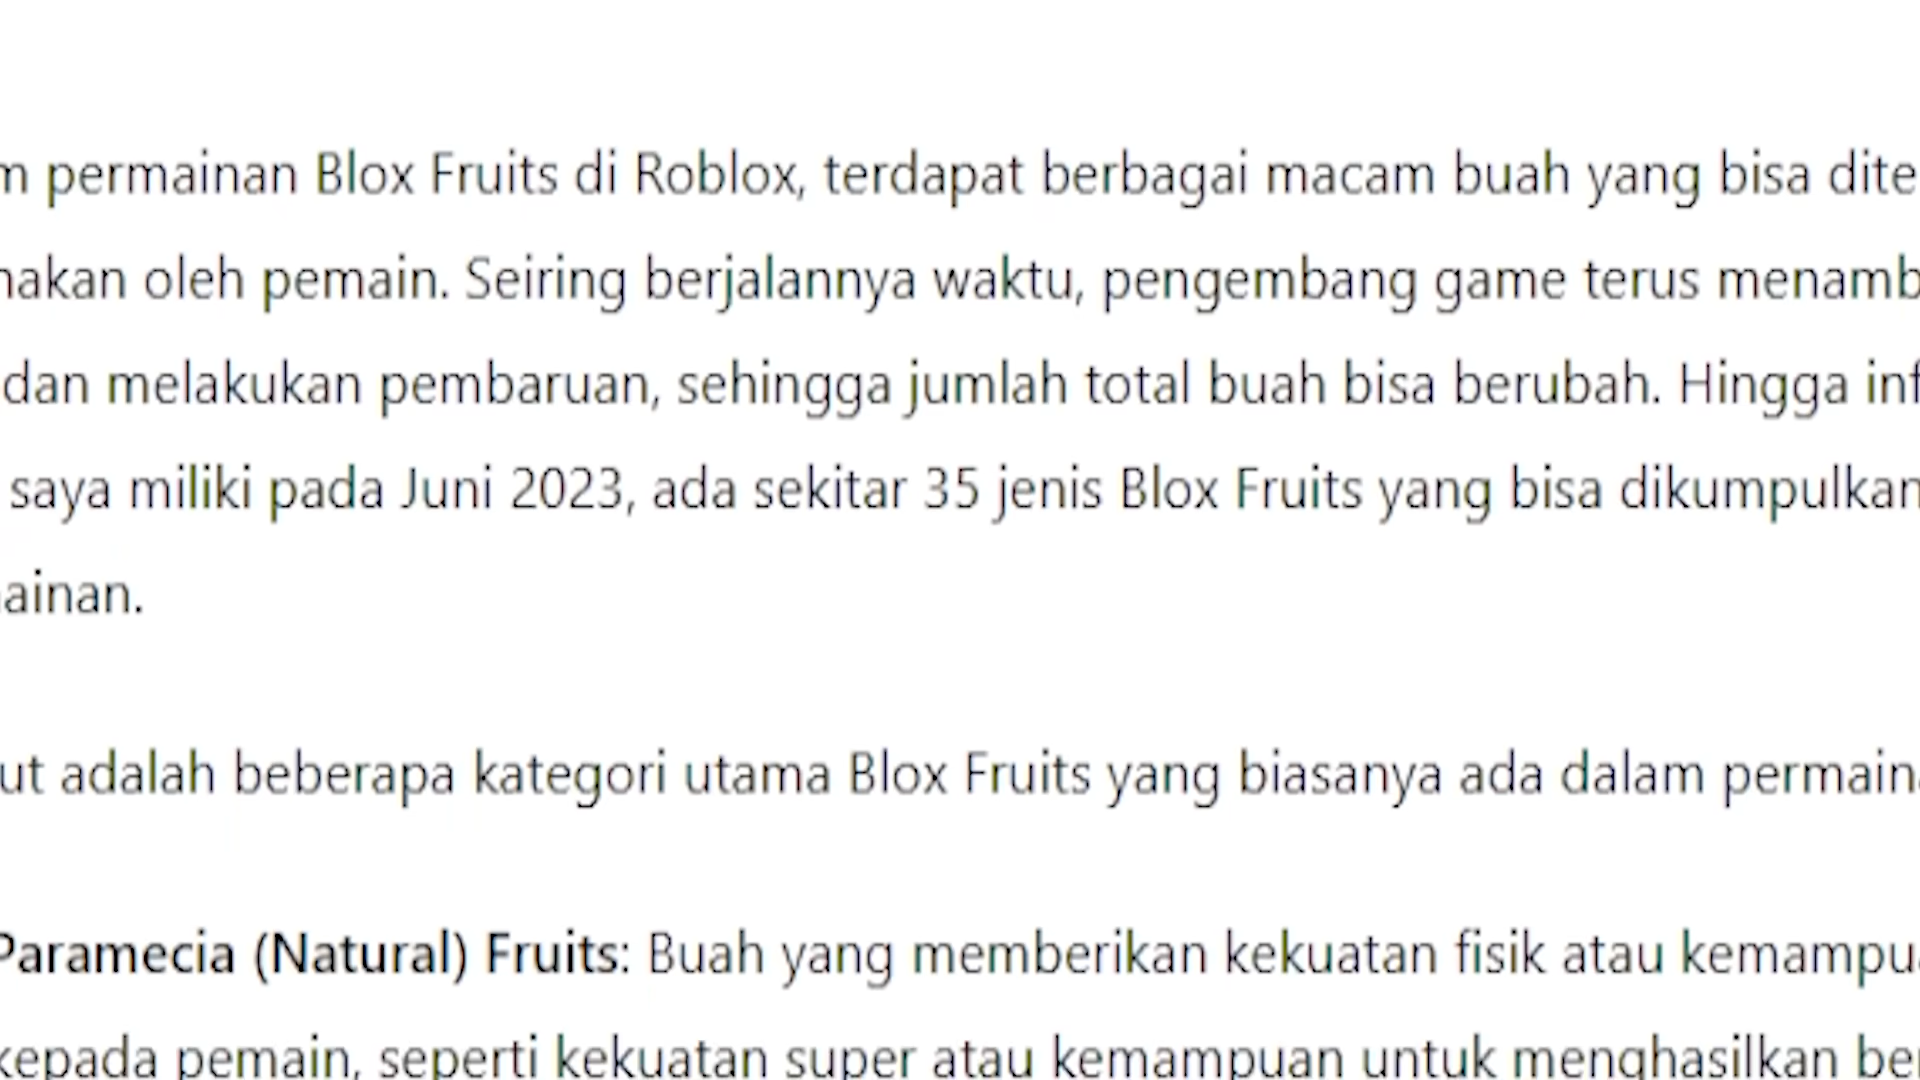 m permainan Blox Fruits di Roblox, terdapat berbagai macam buah yang bisa dite
nakan oleh pemain. Seiring berjalannya waktu, pengembang game terus menamb
dan melakukan pembaruan, sehingga jumlah total buah bisa berubah. Hingga inf
saya miliki pada Juni 2023, ada sekitar 35 jenis Blox Fruits yang bisa dikumpulkan
ainan.
ut adalah beberapa kategori utama Blox Fruits yang biasanya ada dalam permaina
Paramecia (Natural) Fruits: Buah yang memberikan kekuatan fisik atau kemampua
kepada pemain, seperti kekuatan super atau kemampuan untuk menghasilkan ben